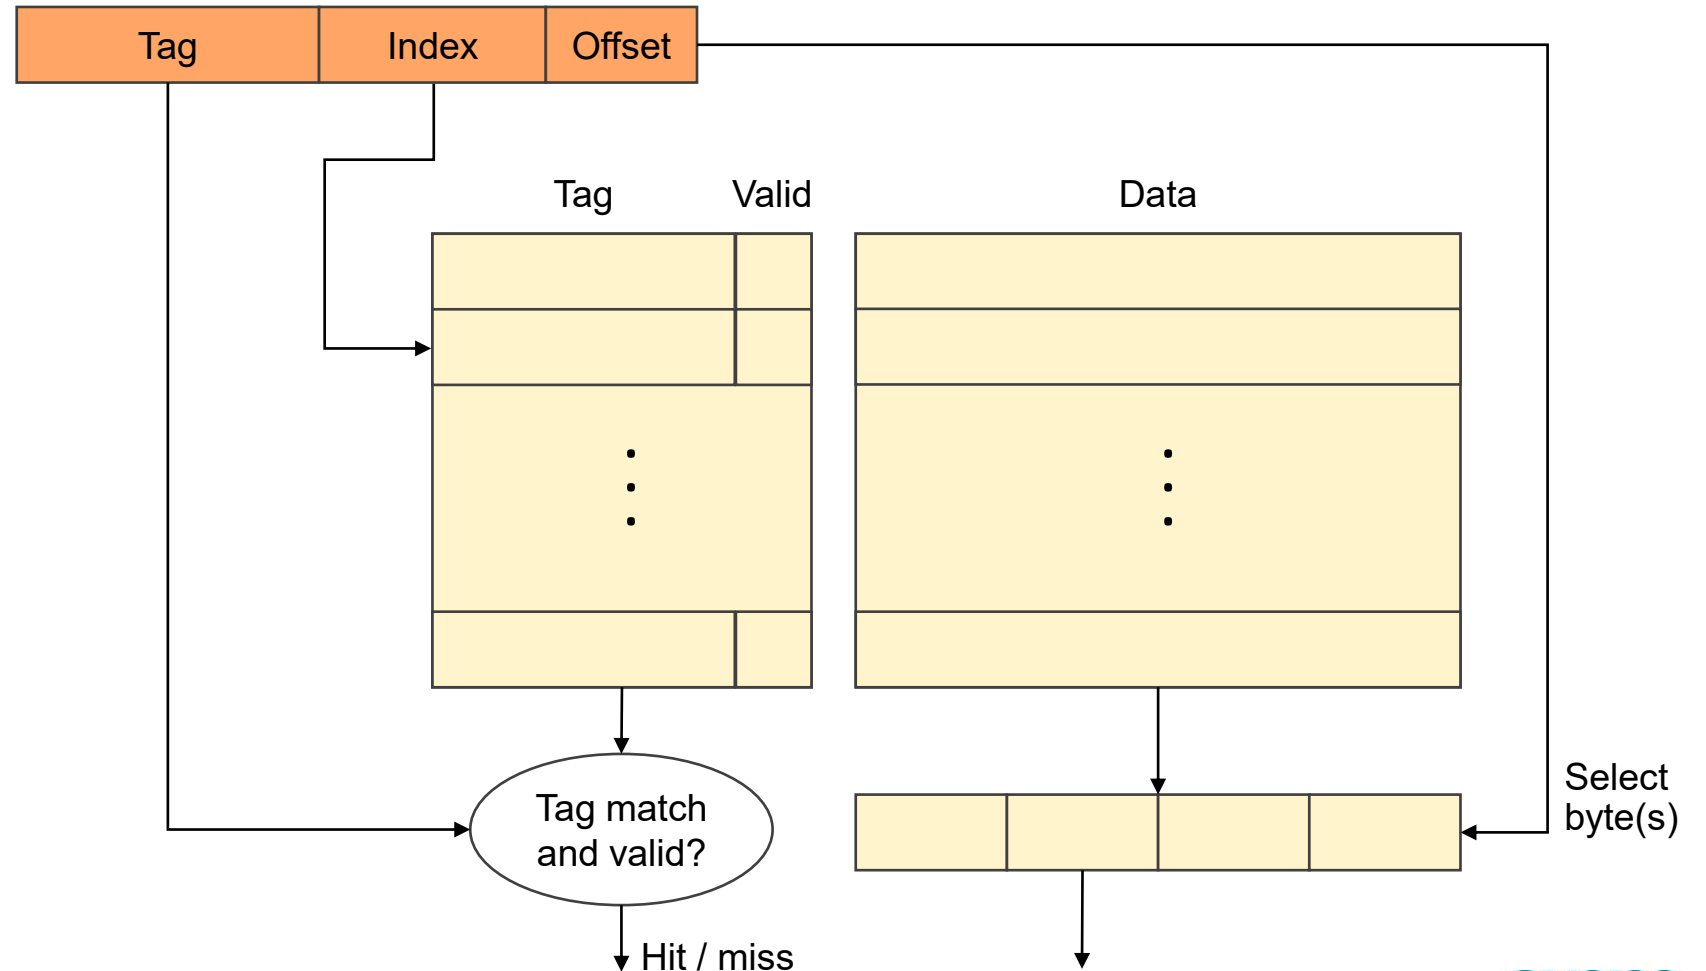 Tag
Index
Offset
Tag
Valid
Data
Tag match
and valid?
Select
byte(s)
Hit / miss